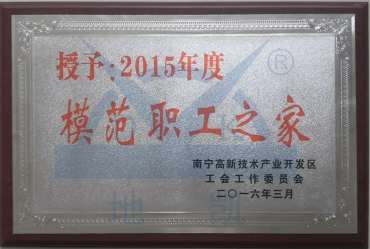 授予：2015年度
模范职工之家
南宁高新技术产业开发区
工会工作委员会
二〇一六年三月
®